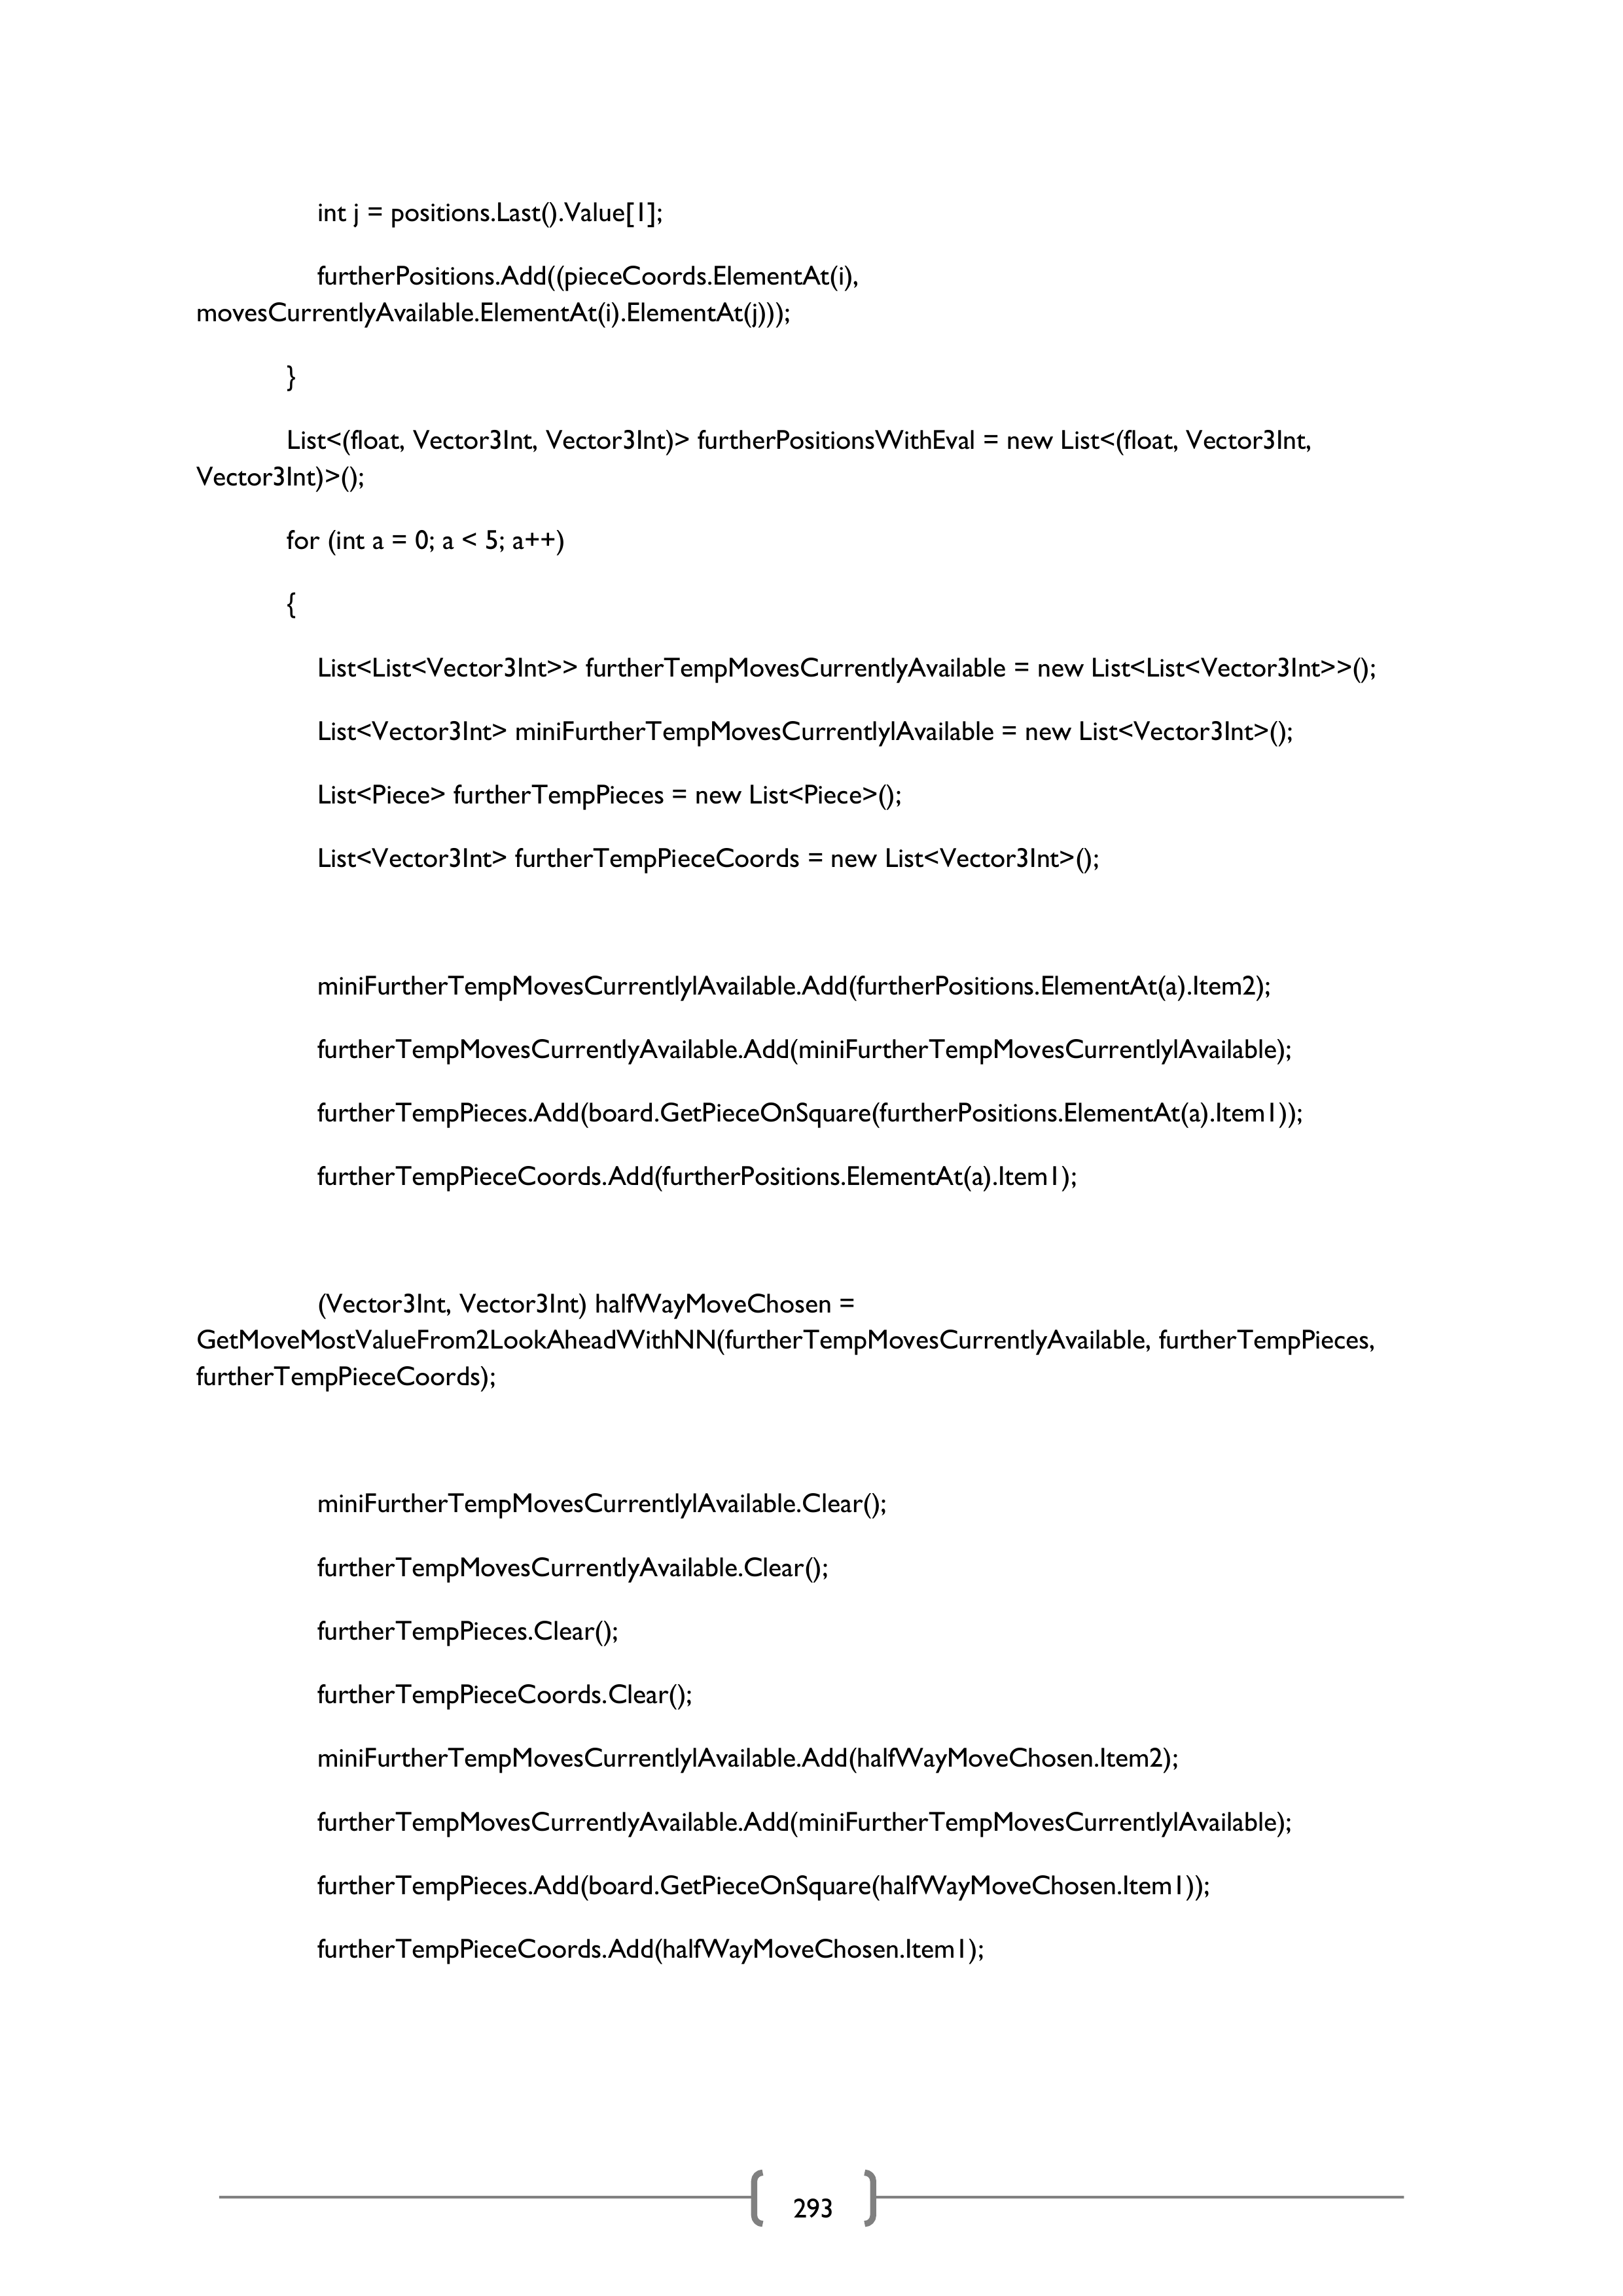 int j = positions.Last().Value[1];
furtherPositions.Add((pieceCoords.ElementAt(i),
movesCurrentlyAvailable.ElementAt(i).ElementAt(j)));
}
List<(float, Vector3Int, Vector3Int)> furtherPositionsWithEval = new List<(float, Vector3Int,
Vector3Int)>();
for (int a = 0; a < 5; a++)
{
List<List<Vector3Int>> furtherTempMovesCurrentlyAvailable = new List<List<Vector3Int>>();
List<Vector3Int> miniFurtherTempMovesCurrentlylAvailable = new List<Vector3Int>();
List<Piece> furtherTempPieces = new List<Piece>();
List<Vector3Int> furtherTempPieceCoords = new List<Vector3Int>();
miniFurtherTempMovesCurrentlylAvailable.Add(furtherPositions.ElementAt(a).Item2);
furtherTempMovesCurrentlyAvailable.Add(miniFurtherTempMovesCurrentlylAvailable);
furtherTempPieces.Add(board.GetPieceOnSquare(furtherPositions.ElementAt(a).Item1));
furtherTempPieceCoords.Add(furtherPositions.ElementAt(a).Item1);
(Vector3Int, Vector3Int) halfWayMoveChosen =
GetMoveMostValueFrom2LookAheadWithNN(furtherTempMovesCurrentlyAvailable, furtherTempPieces,
furtherTempPieceCoords);
miniFurtherTempMovesCurrentlylAvailable.Clear();
furtherTempMovesCurrentlyAvailable.Clear();
furtherTempPieces.Clear();
furtherTempPieceCoords.Clear();
miniFurtherTempMovesCurrentlylAvailable.Add(halfWayMoveChosen.Item2);
furtherTempMovesCurrentlyAvailable.Add(miniFurtherTempMovesCurrentlylAvailable);
furtherTempPieces.Add(board.GetPieceOnSquare(halfWayMoveChosen.Item1));
furtherTempPieceCoords.Add(halfWayMoveChosen.Item1);
293